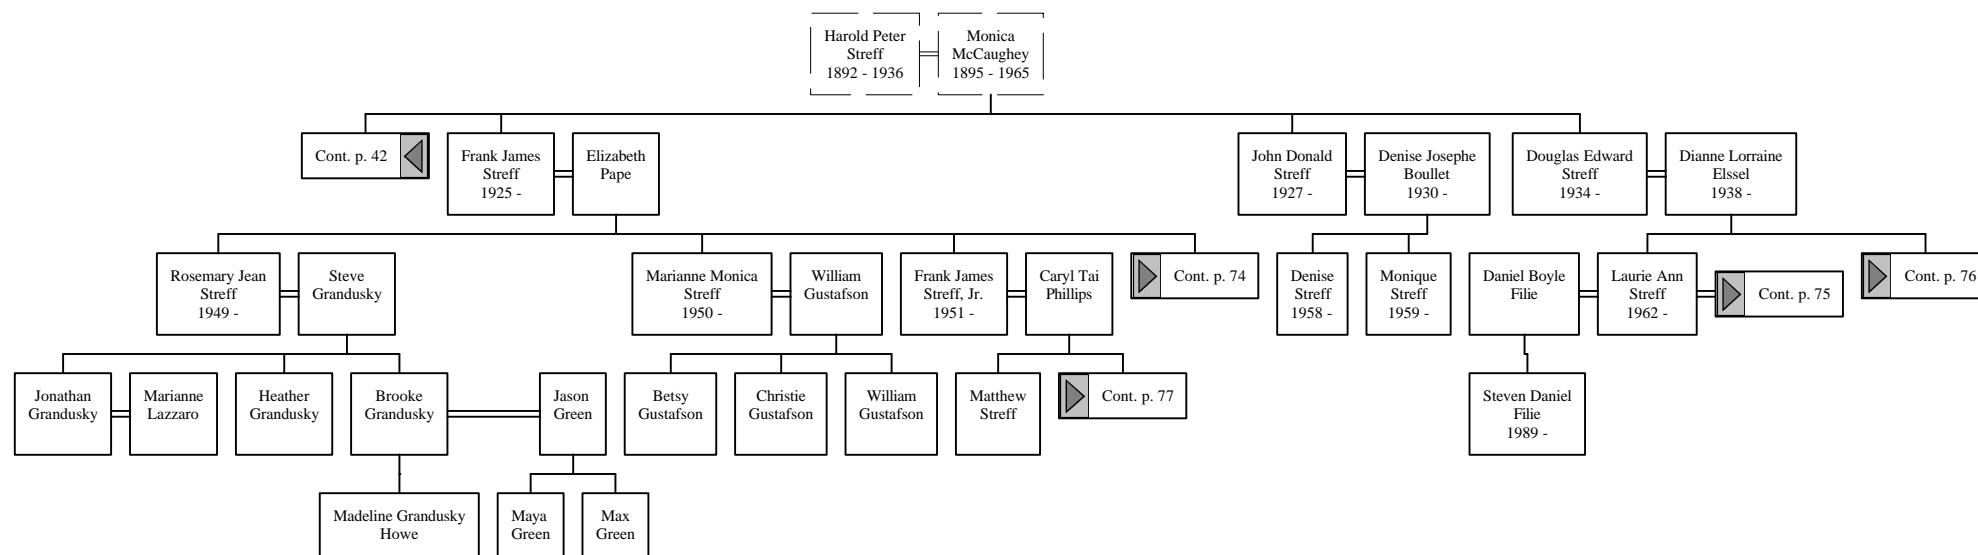 Harold Peter
Streff
1892 - 1936
Monica
McCaughey
1895 - 1965
Cont. p. 42
Frank James
Streff
1925 -
Elizabeth
Pape
John Donald
Streff
1927 -
Denise Josephe
Boullet
1930 -
Douglas Edward
Streff
1934 -
Dianne Lorraine
Elssel
1938 -
Rosemary Jean
Streff
1949 -
Steve
Grandusky
Marianne Monica
Streff
1950 -
William
Gustafson
Frank James
Streff, Jr.
1951 -
Caryl Tai
Phillips
Cont. p. 74
Denise
Streff
1958 -
Monique
Streff
1959 -
Daniel Boyle
Filie
Laurie Ann
Streff
1962 -
Cont. p. 75
Cont. p. 76
Jonathan
Grandusky
Marianne
Lazzaro
Heather
Grandusky
Brooke
Grandusky
Jason
Green
Betsy
Gustafson
Christie
Gustafson
William
Gustafson
Matthew
Streff
Cont. p. 77
Steven Daniel
Filie
1989 -
Madeline Grandusky
Howe
Maya
Green
Max
Green